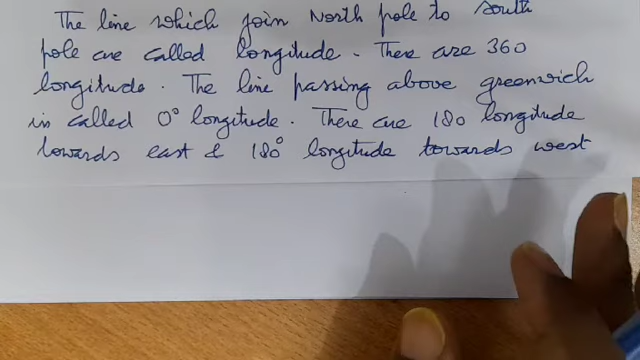 The line which join North pole to south
pole are called longitude. There are 360
longitude. The line passing above greenwich
is called 0° longitude. There are 180 longitude
towards east & 180° longitude towards west